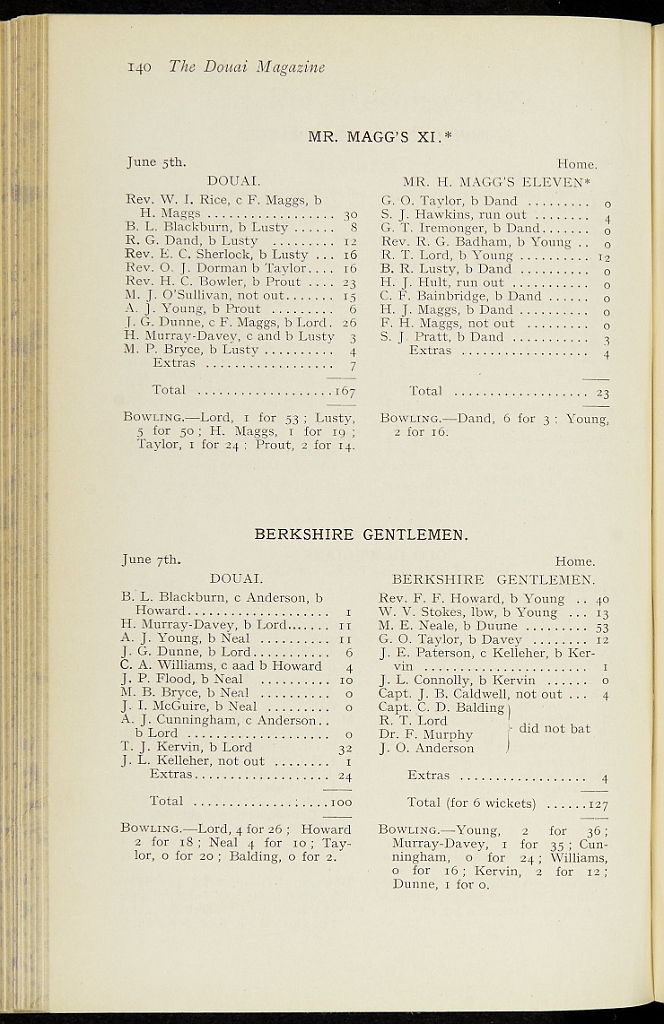 140 The Douai Magazine
MR. MAGG'S XI.*
June 5th. Home.
DOUAI.
Rev. W. I. Rice, c F. Maggs, b
H. Maggs .................. 30
B. L. Blackburn, b Lusty ...... 8
R. G. Dand, b Lusty ......... 12
Rev. E. C. Sherlock, b Lusty ... 16
Rev. O. J. Dorman b Taylor.... 16
Rev. H. C. Bowler, b Prout .... 23
M. J. O'Sullivan, not out....... 15
A. J. Young, b Prout ......... 6
J. G. Dunne, c F. Maggs, b Lord. 26
H. Murray-Davey, c and b Lusty 3
M. P. Bryce, b Lusty .......... 4
Extras .................. 7
Total ...................167
BOWLING.—Lord, 1 for 53 ; Lusty,
5 for 50 ; H. Maggs, 1 for 19 ;
Taylor, 1 for 24 : Prout, 2 for 14.
MR. H. MAGG'S ELEVEN*
G. O. Taylor, b Dand ......... 0
S. J. Hawkins, run out ........ 4
G. T. Iremonger, b Dand....... 0
Rev. R. G. Badham, b Young .. 0
R. T. Lord, b Young .......... 12
B. R. Lusty, b Dand ........... 0
H. J. Hult, run out ........... 0
C. F. Bainbridge, b Dand ...... 0
H. J. Maggs, b Dand .......... 0
F. H. Maggs, not out ......... 0
S. J. Pratt, b Dand ........... 3
Extras .................. 4
Total ................... 23
BOWLING.—Dand, 6 for 3 : Young,
2 for 16.
BERKSHIRE GENTLEMEN.
June 7th. Home.
DOUAI.
B. L. Blackburn, c Anderson, b
Howard.................... 1
H. Murray-Davey, b Lord...... 11
A. J. Young, b Neal .......... 11
J. G. Dunne, b Lord........... 6
C. A. Williams, c aad b Howard 4
J. P. Flood, b Neal .......... 10
M. B. Bryce, b Neal .......... 0
J. I. McGuire, b Neal ......... 0
A. J. Cunningham, c Anderson..
b Lord .................... 0
T. J. Kervin, b Lord 32
J. L. Kelleher, not out ........ 1
Extras................... 24
Total ..............:....100
BOWLING.—Lord, 4 for 26 ; Howard
2 for 18 ; Neal 4 for 10 ; Tay-
lor, 0 for 20 ; Balding, 0 for 2.
BERKSHIRE GENTLEMEN.
Rev. F. F. Howard, b Young .. 40
W. V. Stokes, lbw, b Young ... 13
M. E. Neale, b Duune ......... 53
G. O. Taylor, b Davey ........ 12
J. E. Paterson, c Kelleher, b Ker-
vin ....................... 1
J. L. Connolly, b Kervin ...... 0
Capt. J. B. Caldwell, not out ... 4
Capt. C. D. Balding
R. T. Lord
did not bat
Dr. F. Murphy
J. O. Anderson
Extras .................. 4
Total (for 6 wickets) ......127
BOWLING.—Young, 2 for 36 ;
Murray-Davey, 1 for 35 ; Cun-
ningham, 0 for 24 ; Williams,
0 for 16 ; Kervin, 2 for 12 ;
Dunne, 1 for 0.